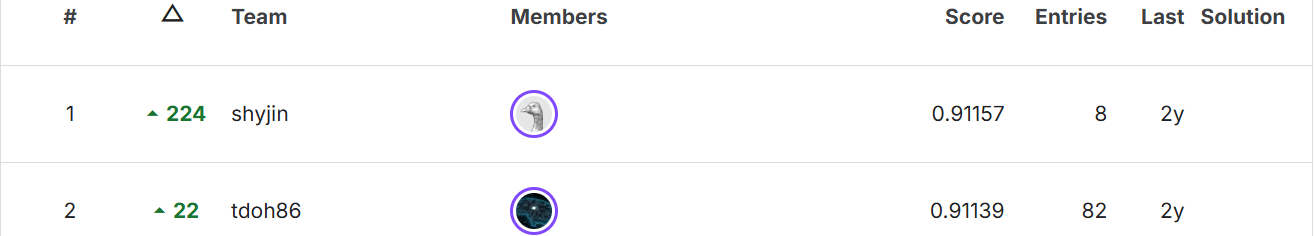 # △ Team Members Score Entries Last Solution
1 ▲ 224 shyjin 0.91157 8 2y
2 ▲ 22 tdoh86 0.91139 82 2y